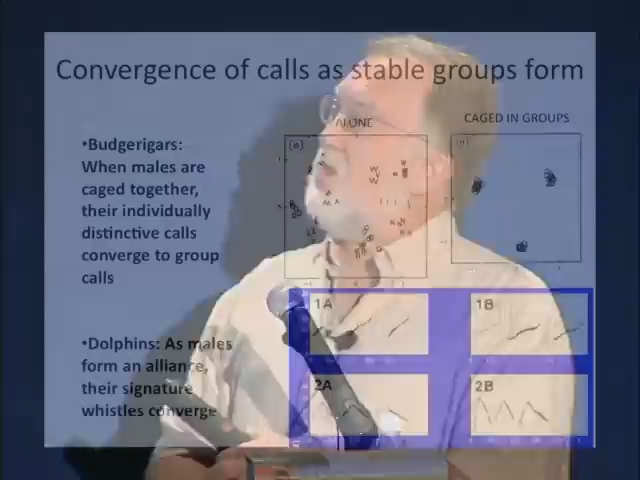 Convergence of calls as stable groups form
•Budgerigars:
When males are
caged together,
their individually
distinctive calls
converge to group
calls
•Dolphins: As males
form an alliance,
their signature
whistles converge
ALONE
(a)
CAGED IN GROUPS
1A
1B
2A
2B